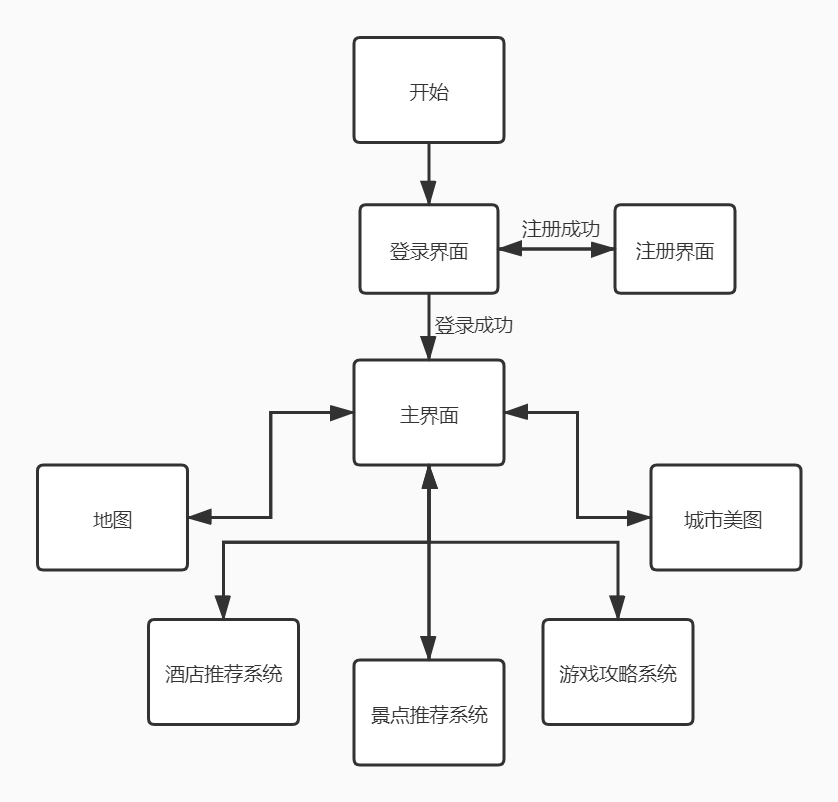 开始
注册成功
登录界面
注册界面
登录成功
主界面
地图
城市美图
酒店推荐系统
游戏攻略系统
景点推荐系统